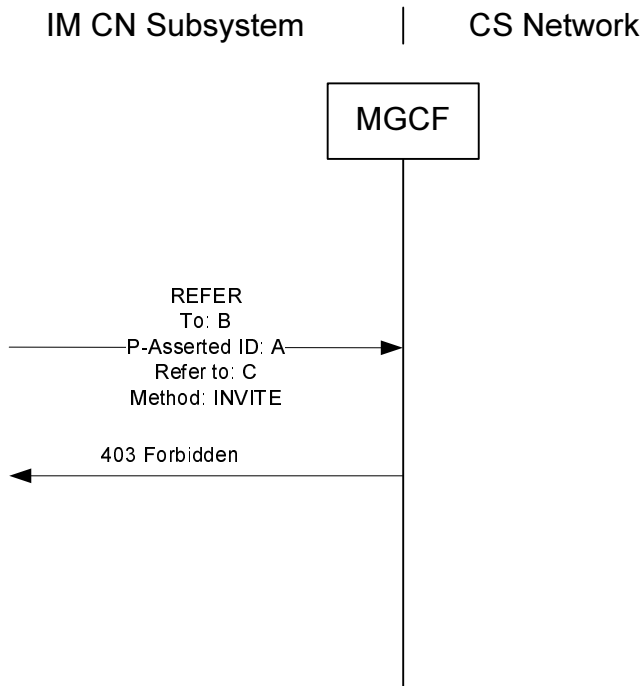 IM CN Subsystem | CS Network
MGCF
REFER
To: B
P-Asserted ID: A
Refer to: C
Method: INVITE
403 Forbidden